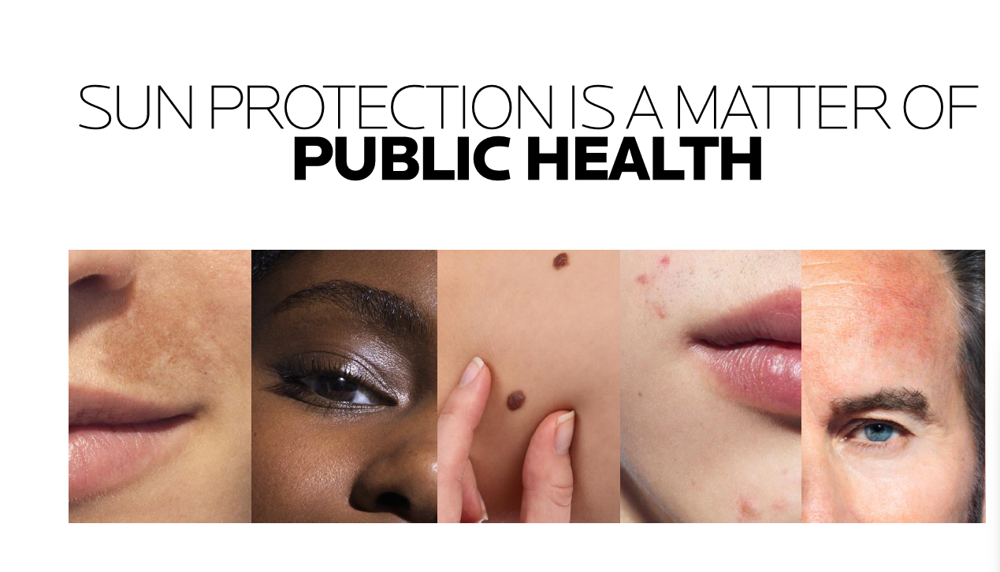 SUN PROTECTION IS A MATTER OF
PUBLIC HEALTH